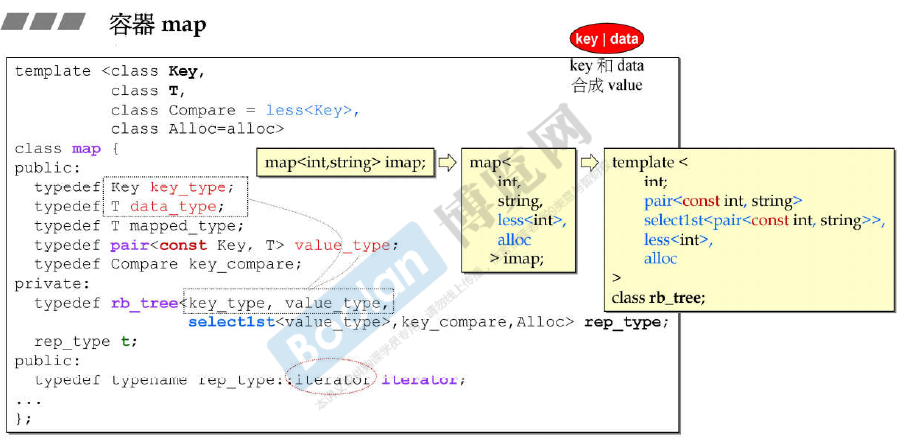 容器 map
key | data
key 和 data
合成 value
template <class Key,
class T,
class Compare = less<Key>,
class Alloc=alloc>
class map {
public:
typedef Key key_type;
typedef T data_type;
typedef T mapped_type;
typedef pair<const Key, T> value_type;
typedef Compare key_compare;
private:
typedef rb_tree<key_type, value_type,
select1st<value_type>,key_compare,Alloc> rep_type;
rep_type t;
public:
typedef typename rep_type::iterator iterator;
...
};
map<int,string> imap;
map<
int,
string,
less<int>,
alloc
> imap;
template <
int;
pair<const int, string>
select1st<pair<const int, string>>,
less<int>,
alloc
>
class rb_tree;
Boolan
博览网